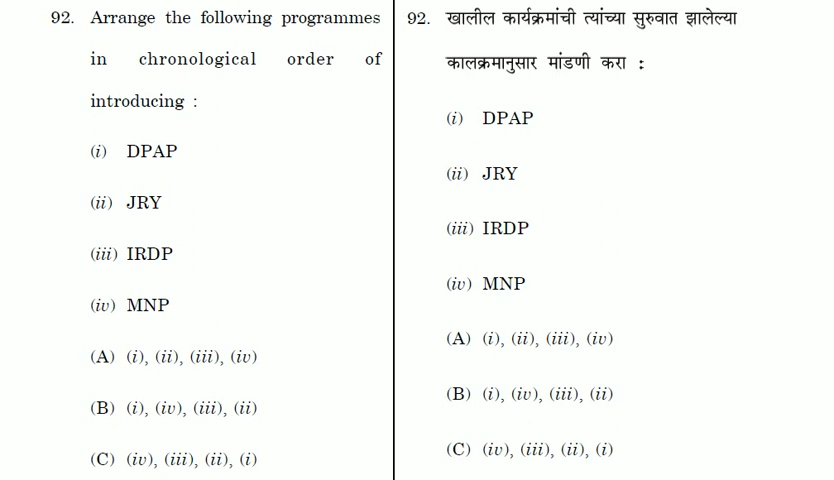 92. Arrange the following programmes
in chronological order of
introducing :
(i) DPAP
(ii) JRY
(iii) IRDP
(iv) MNP
(A) (i), (ii), (iii), (iv)
(B) (i), (iv), (iii), (ii)
(C) (iv), (iii), (ii), (i)
92. खालील कार्यक्रमांची त्यांच्या सुरुवात झालेल्या
कालक्रमानुसार मांडणी करा :
(i) DPAP
(ii) JRY
(iii) IRDP
(iv) MNP
(A) (i), (ii), (iii), (iv)
(B) (i), (iv), (iii), (ii)
(C) (iv), (iii), (ii), (i)